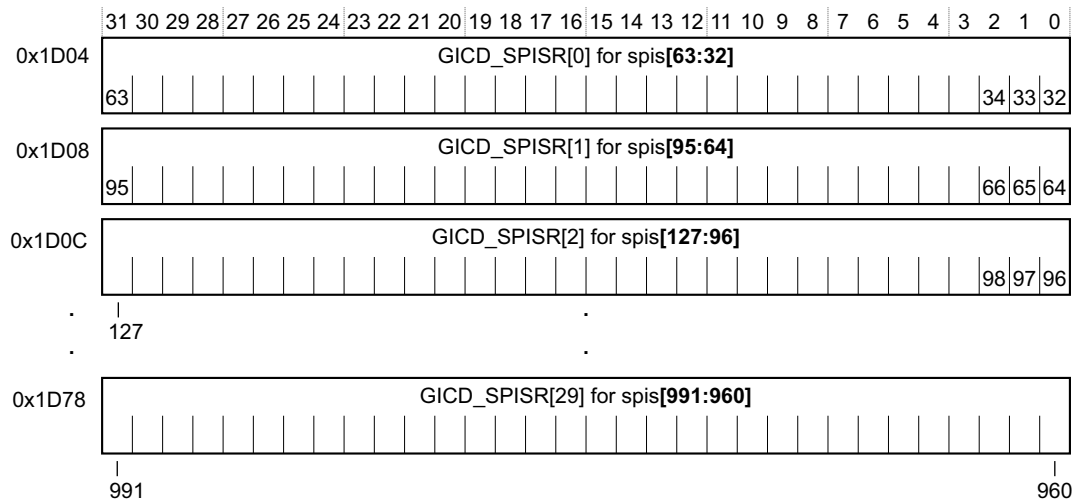 31 30 29 28 27 26 25 24 23 22 21 20 19 18 17 16 15 14 13 12 11 10 9 8 7 6 5 4 3 2 1 0
0x1D04 GICD_SPISR[0] for spis[63:32]
63 34 33 32
0x1D08 GICD_SPISR[1] for spis[95:64]
95 66 65 64
0x1D0C GICD_SPISR[2] for spis[127:96]
98 97 96
. .
127
. .
0x1D78 GICD_SPISR[29] for spis[991:960]
991 960